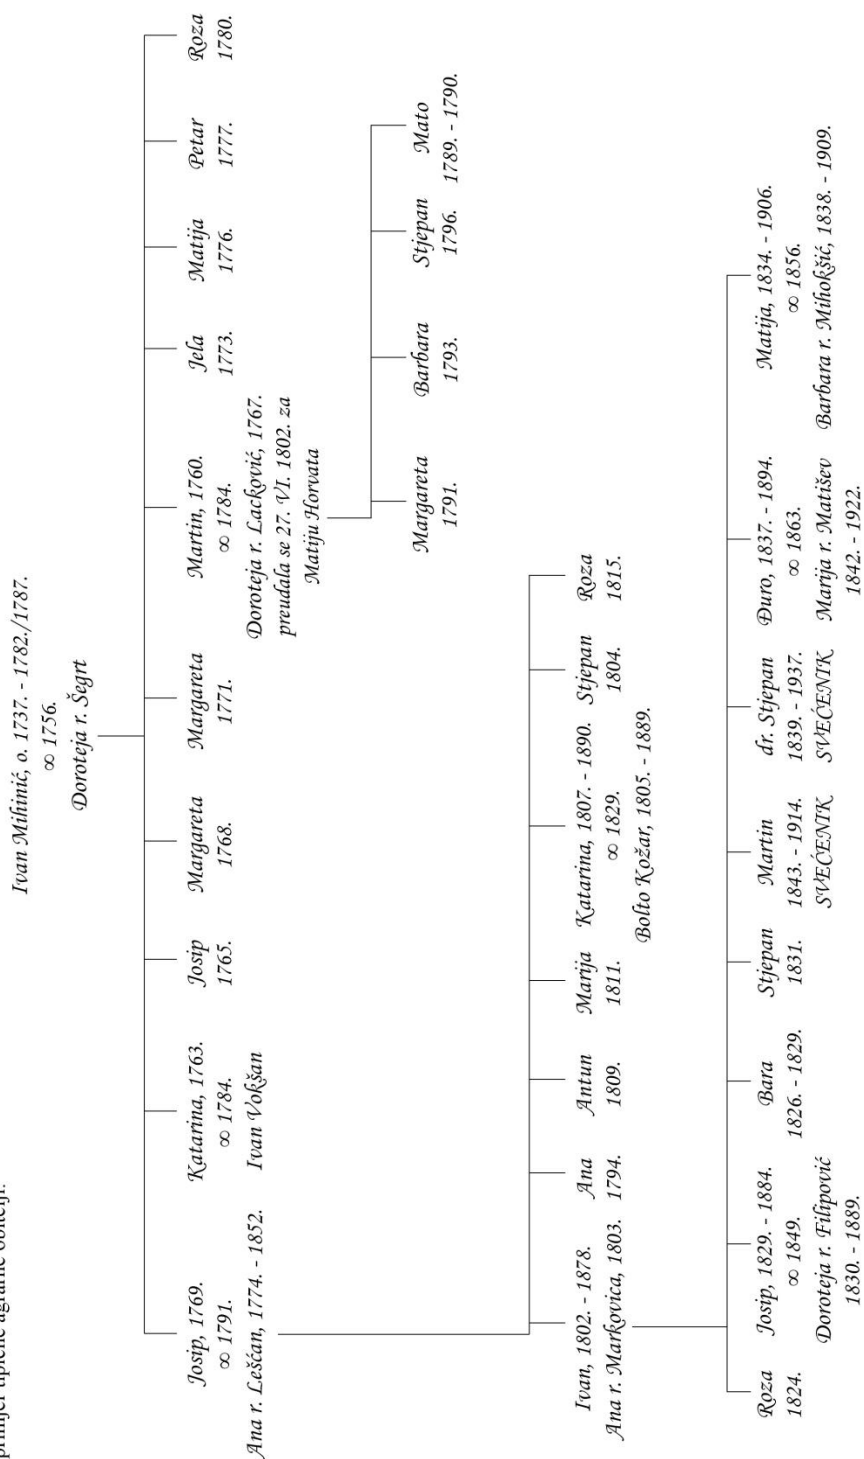 primjer tipične agrarne obitelji:
Ivan Mihinić, o. 1737. - 1782./1787.
∞ 1756.
Doroteja r. Šegrt
Josip, 1769.
∞ 1791.
Ana r. Lešćan, 1774. - 1852.
Katarina, 1763.
∞ 1784.
Ivan Vokšan
Josip
1765.
Margareta
1768.
Margareta
1771.
Martin, 1760.
∞ 1784.
Doroteja r. Lacković, 1767.
preudala se 27. VI. 1802. za
Matiju Horvata
Jela
1773.
Matija
1776.
Petar
1777.
Roza
1780.
Margareta
1791.
Barbara
1793.
Stjepan
1796.
Mato
1789. - 1790.
Ivan, 1802. - 1878.
Ana r. Markovica, 1803.
Ana
1794.
Antun
1809.
Marija
1811.
Katarina, 1807. - 1890.
∞ 1829.
Bolto Kožar, 1805. - 1889.
Stjepan
1804.
Roza
1815.
Roza
1824.
Josip, 1829. - 1884.
∞ 1849.
Doroteja r. Filipović
1830. - 1889.
Bara
1826. - 1829.
Stjepan
1831.
Martin
1843. - 1914.
SVEĆENIK
dr. Stjepan
1839. - 1937.
SVEĆENIK
Đuro, 1837. - 1894.
∞ 1863.
Marija r. Matišev
1842. - 1922.
Matija, 1834. - 1906.
∞ 1856.
Barbara r. Mihokšić, 1838. - 1909.